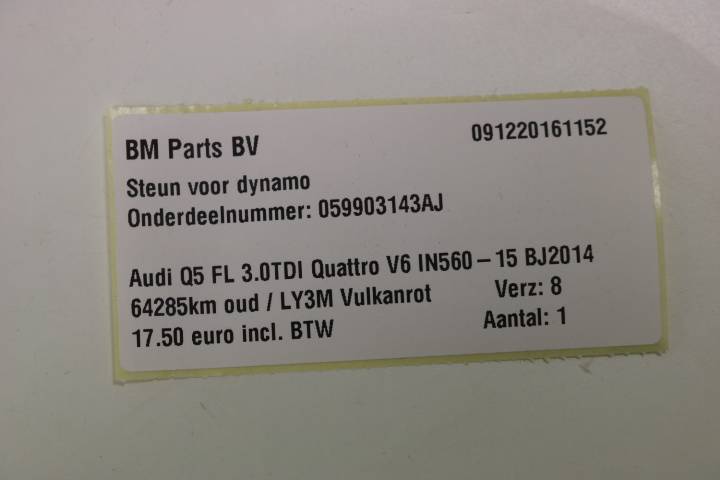 BM Parts BV 091220161152
Steun voor dynamo
Onderdeelnummer: 059903143AJ
Audi Q5 FL 3.0TDI Quattro V6 IN560-15 BJ2014
64285km oud / LY3M Vulkanrot Verz: 8
17.50 euro incl. BTW Aantal: 1